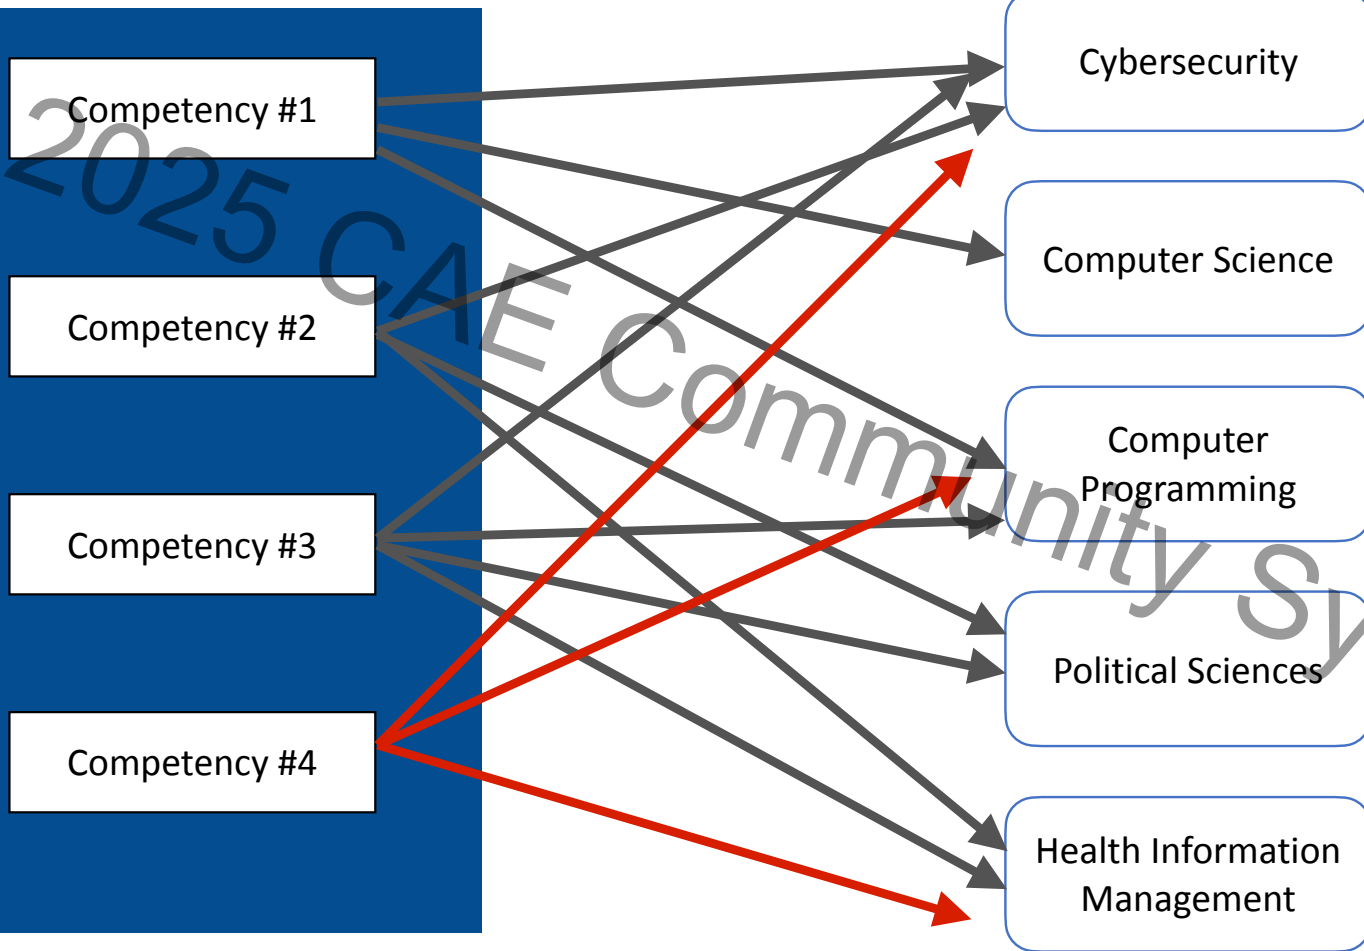 Competency #1
Competency #2
Competency #3
Competency #4
Cybersecurity
Computer Science
Computer
Programming
Political Sciences
Health Information
Management
2025 CAE Community Sy